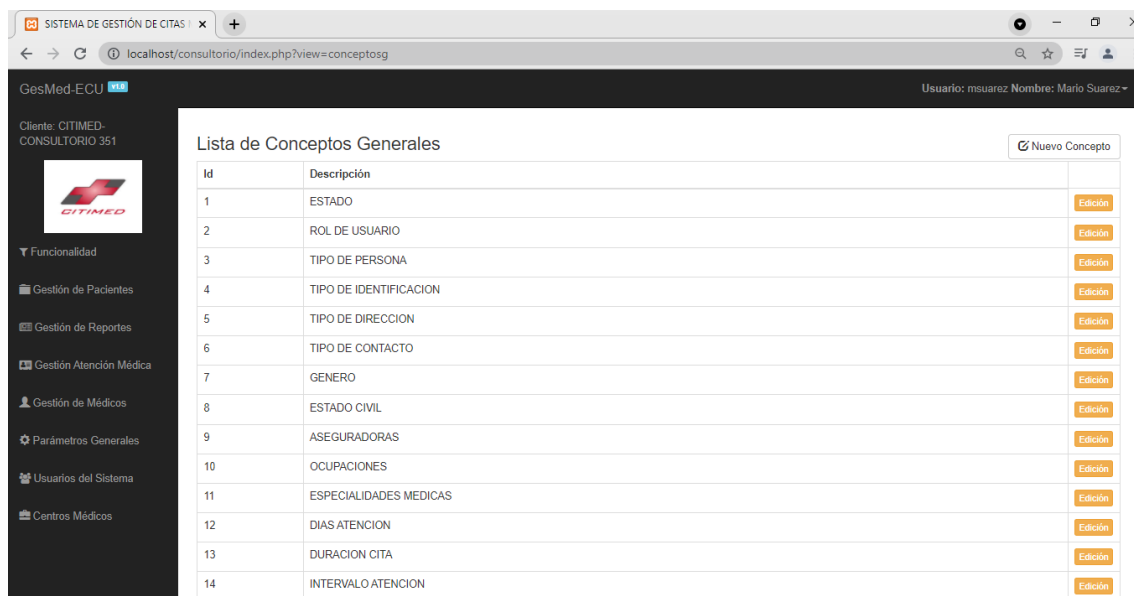 SISTEMA DE GESTIÓN DE CITAS
localhost/consultorio/index.php?view=conceptosg
GesMed-ECU v1.0
Usuario: msuarez Nombre: Mario Suarez
Cliente: CITIMED-
CONSULTORIO 351
CITIMED
Funcionalidad
Gestión de Pacientes
Gestión de Reportes
Gestión Atención Médica
Gestión de Médicos
Parámetros Generales
Usuarios del Sistema
Centros Médicos
Lista de Conceptos Generales
Nuevo Concepto
Id Descripción
1 ESTADO Edición
2 ROL DE USUARIO Edición
3 TIPO DE PERSONA Edición
4 TIPO DE IDENTIFICACION Edición
5 TIPO DE DIRECCION Edición
6 TIPO DE CONTACTO Edición
7 GENERO Edición
8 ESTADO CIVIL Edición
9 ASEGURADORAS Edición
10 OCUPACIONES Edición
11 ESPECIALIDADES MEDICAS Edición
12 DIAS ATENCION Edición
13 DURACION CITA Edición
14 INTERVALO ATENCION Edición